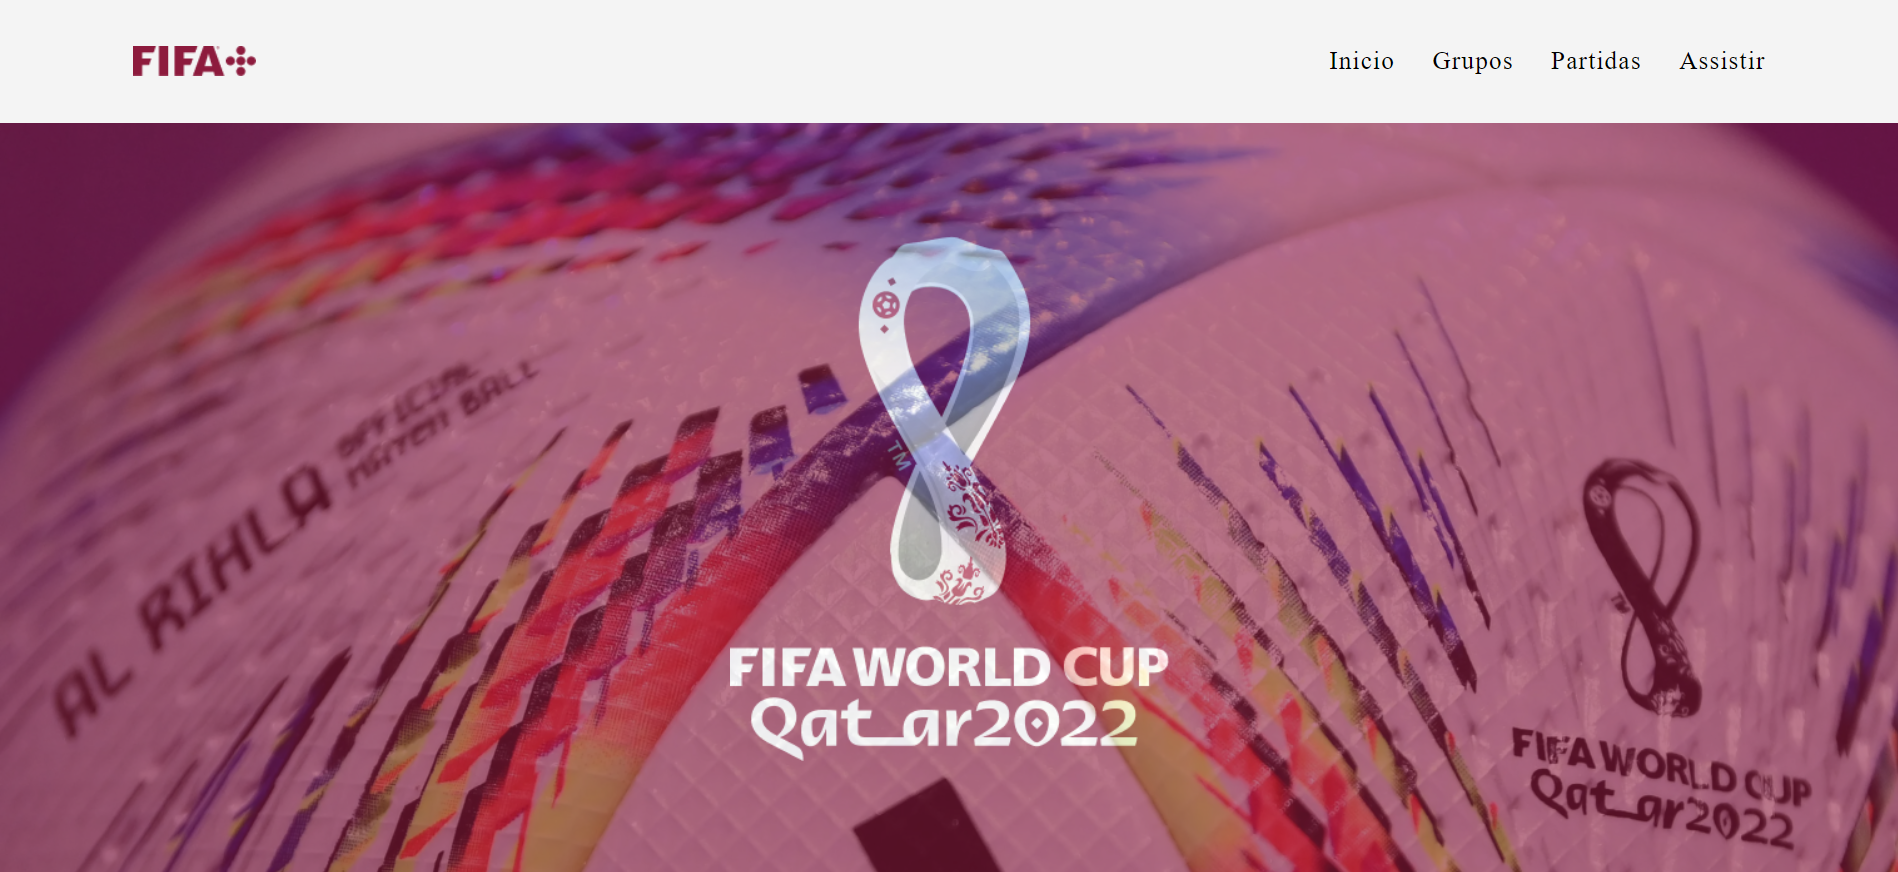 FIFA+
Inicio Grupos Partidas Assistir
OFFICIAL
MATCH BALL
AL RIHLA
TM
FIFA WORLD CUP
Qatar2022
FIFA WORLD CUP
Qatar2022